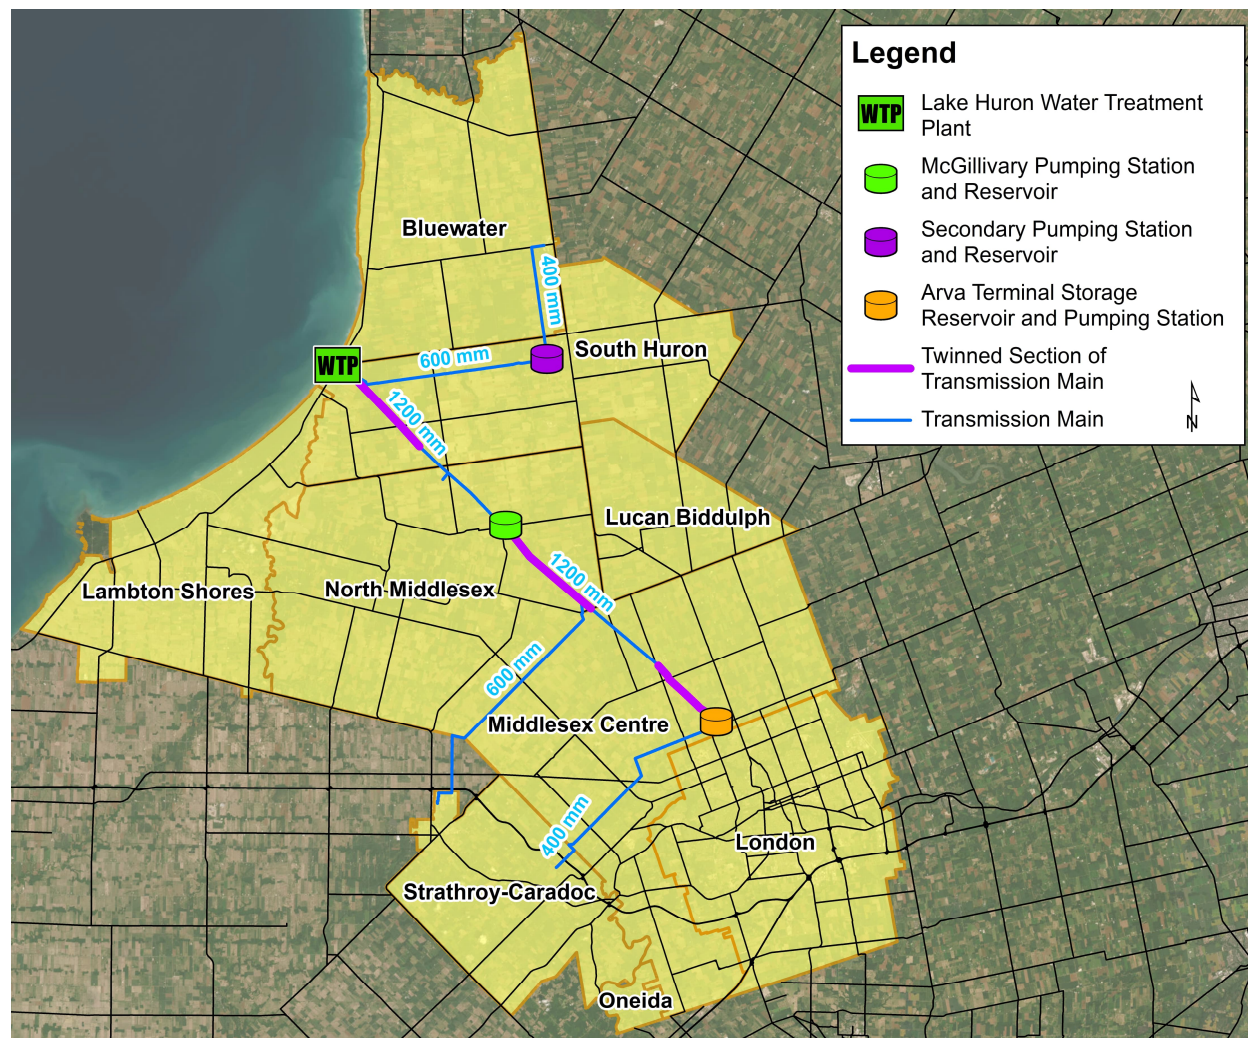 Legend
WTP
Lake Huron Water Treatment
Plant
McGillivary Pumping Station
and Reservoir
Secondary Pumping Station
and Reservoir
Arva Terminal Storage
Reservoir and Pumping Station
Twinned Section of
Transmission Main
Transmission Main
N
Bluewater
400 mm
South Huron
WTP
600 mm
1200 mm
Lucan Biddulph
1200 mm
Lambton Shores
North Middlesex
600 mm
Middlesex Centre
400 mm
London
Strathroy-Caradoc
Oneida